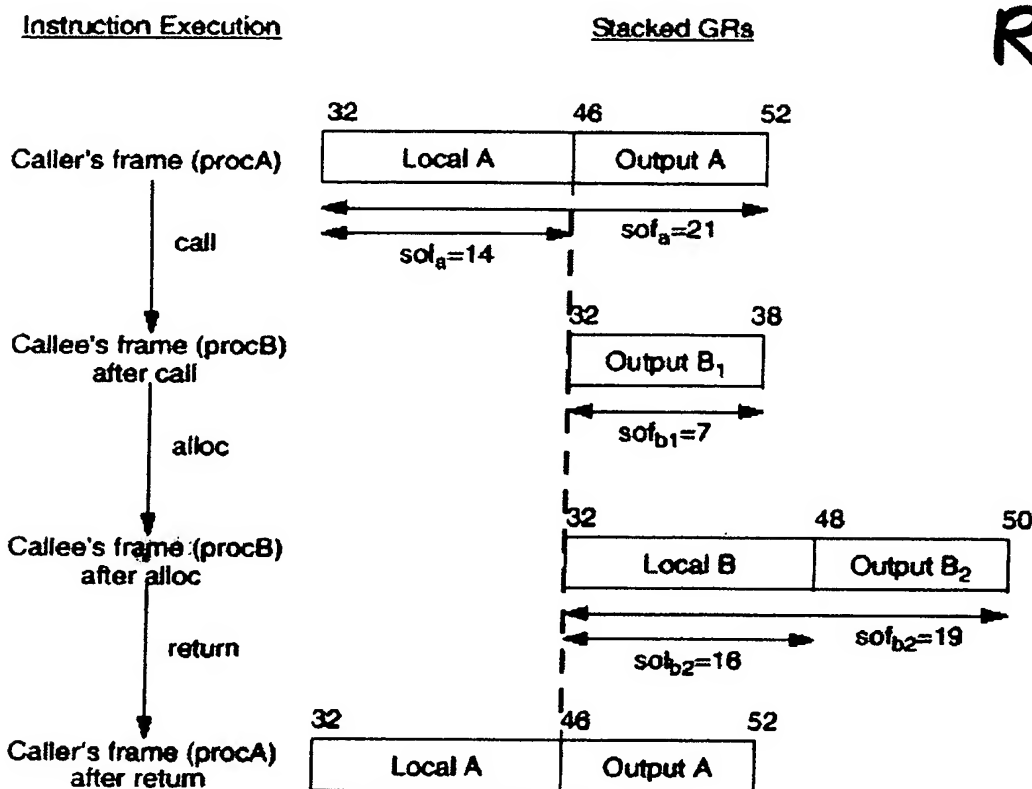 Instruction Execution
Stacked GRs
R
32 46 52
Caller's frame (procA)
Local A
Output A
solₐ=14
sofₐ=21
call
32 38
Callee's frame (procB)
after call
Output B₁
sof_b1=7
alloc
32 48 50
Callee's frame (procB)
after alloc
Local B
Output B₂
sol_b2=16
sof_b2=19
return
32 46 52
Caller's frame (procA)
after return
Local A
Output A